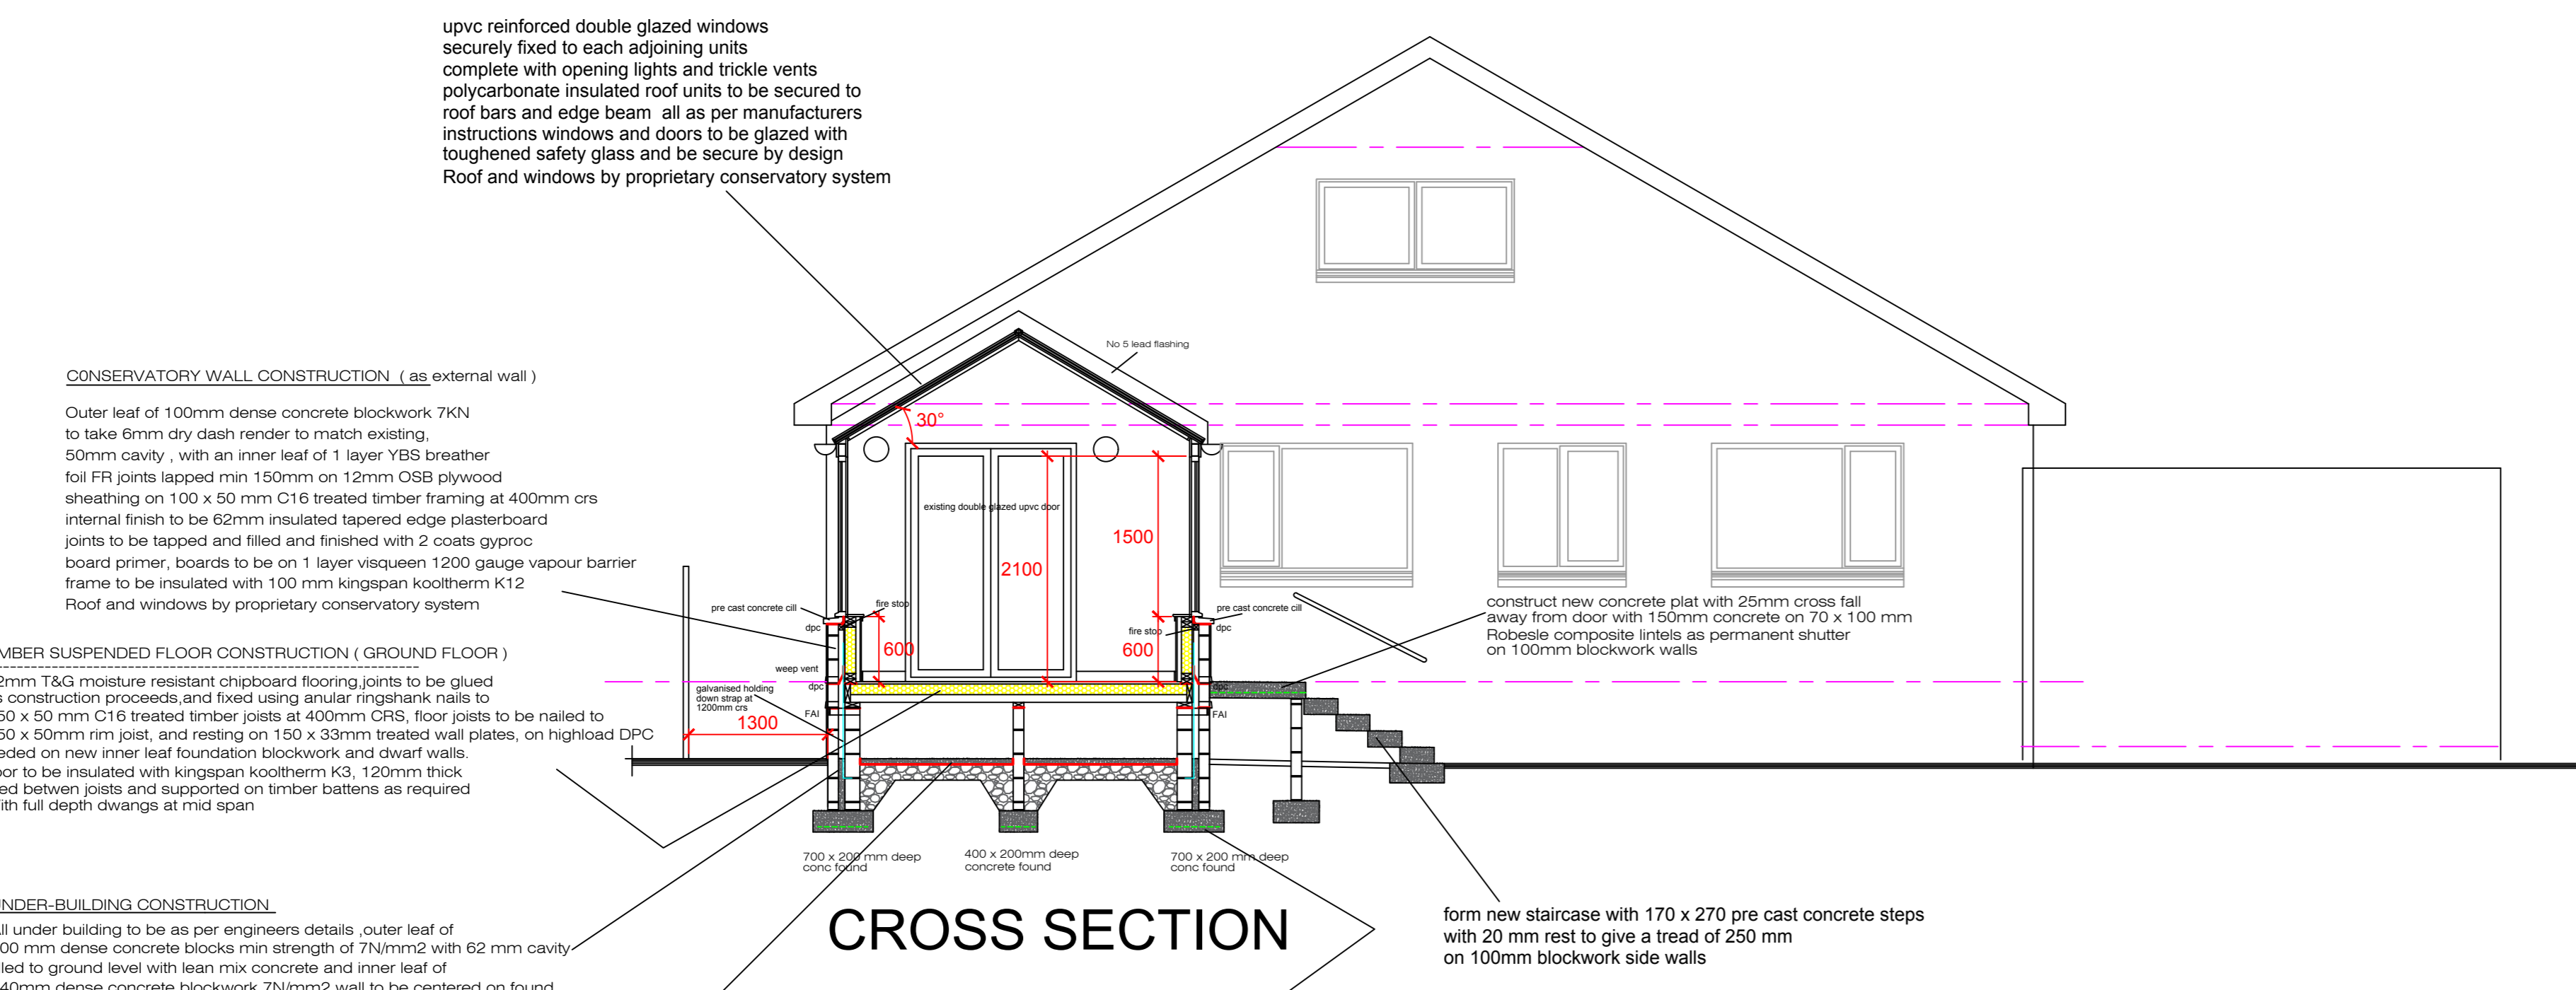 upvc reinforced double glazed windows
securely fixed to each adjoining units
complete with opening lights and trickle vents
polycarbonate insulated roof units to be secured to
roof bars and edge beam all as per manufacturers
instructions windows and doors to be glazed with
toughened safety glass and be secure by design
Roof and windows by proprietary conservatory system
No 5 lead flashing
C0NSERVATORY WALL CONSTRUCTION ( as external wall )
Outer leaf of 100mm dense concrete blockwork 7KN
to take 6mm dry dash render to match existing,
50mm cavity , with an inner leaf of 1 layer YBS breather
foil FR joints lapped min 150mm on 12mm OSB plywood
sheathing on 100 x 50 mm C16 treated timber framing at 400mm crs
internal finish to be 62mm insulated tapered edge plasterboard
joints to be tapped and filled and finished with 2 coats gyproc
board primer, boards to be on 1 layer visqueen 1200 gauge vapour barrier
frame to be insulated with 100 mm kingspan kooltherm K12
Roof and windows by proprietary conservatory system
30°
existing double glazed upvc door
1500
2100
600
600
1300
pre cast concrete cill
fire stop
dpc
weep vent
dpc
galvanised holding
down strap at
1200mm crs
FAI
pre cast concrete cill
fire stop
dpc
dpc
FAI
construct new concrete plat with 25mm cross fall
away from door with 150mm concrete on 70 x 100 mm
Robesle composite lintels as permanent shutter
on 100mm blockwork walls
MBER SUSPENDED FLOOR CONSTRUCTION ( GROUND FLOOR )
2mm T&G moisture resistant chipboard flooring,joints to be glued
s construction proceeds,and fixed using anular ringshank nails to
50 x 50 mm C16 treated timber joists at 400mm CRS, floor joists to be nailed to
50 x 50mm rim joist, and resting on 150 x 33mm treated wall plates, on highload DPC
eded on new inner leaf foundation blockwork and dwarf walls.
oor to be insulated with kingspan kooltherm K3, 120mm thick
ed betwen joists and supported on timber battens as required
ith full depth dwangs at mid span
700 x 200 mm deep
conc found
400 x 200mm deep
concrete found
700 x 200 mm deep
conc found
CROSS SECTION
form new staircase with 170 x 270 pre cast concrete steps
with 20 mm rest to give a tread of 250 mm
on 100mm blockwork side walls
UNDER-BUILDING CONSTRUCTION
ll under building to be as per engineers details ,outer leaf of
00 mm dense concrete blocks min strength of 7N/mm2 with 62 mm cavity
led to ground level with lean mix concrete and inner leaf of
40mm dense concrete blockwork 7N/mm2 wall to be centered on found